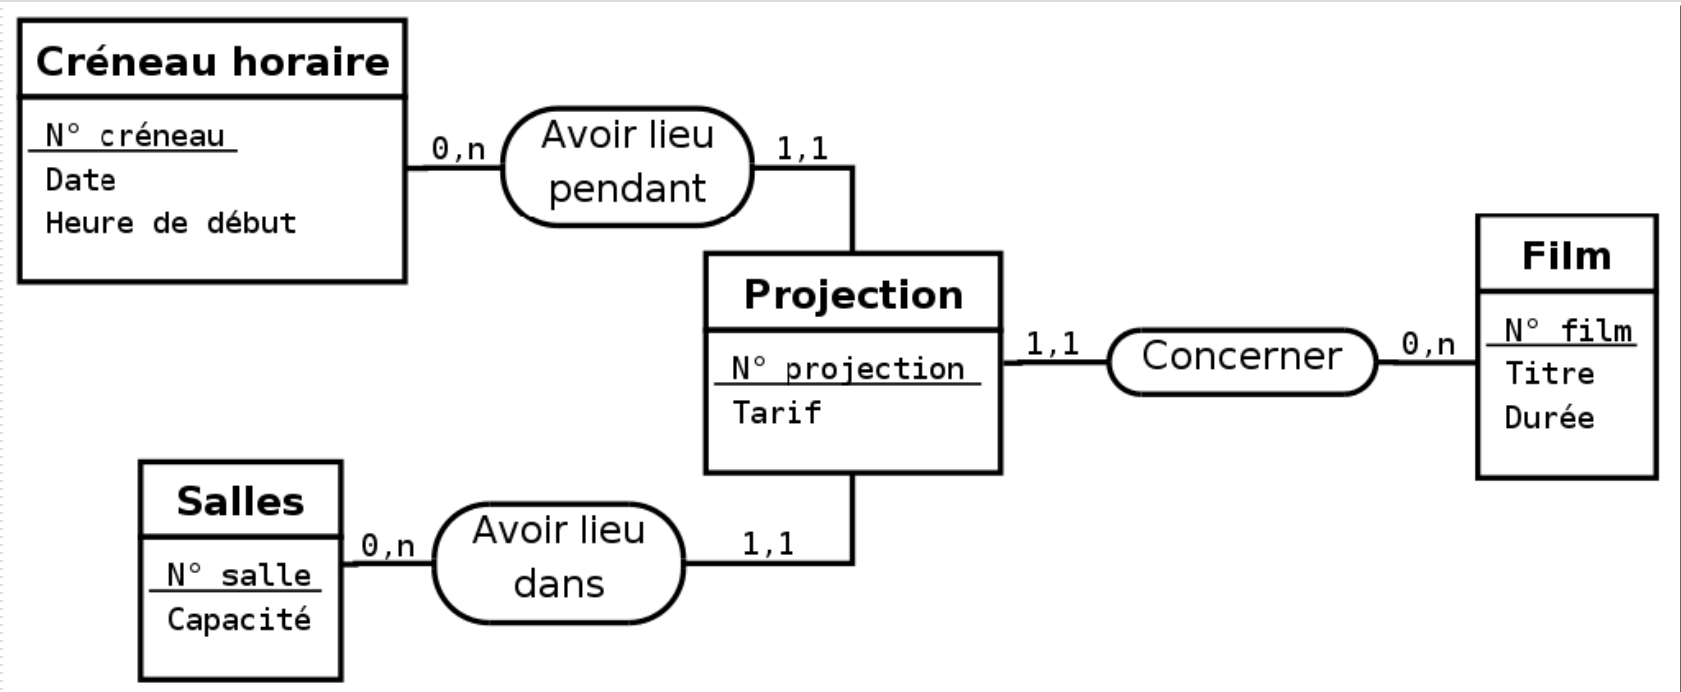 Créneau horaire
N° créneau
Date
Heure de début
0,n
Avoir lieu
pendant
1,1
Projection
N° projection
Tarif
1,1
Concerner
0,n
Film
N° film
Titre
Durée
Salles
N° salle
Capacité
0,n
Avoir lieu
dans
1,1